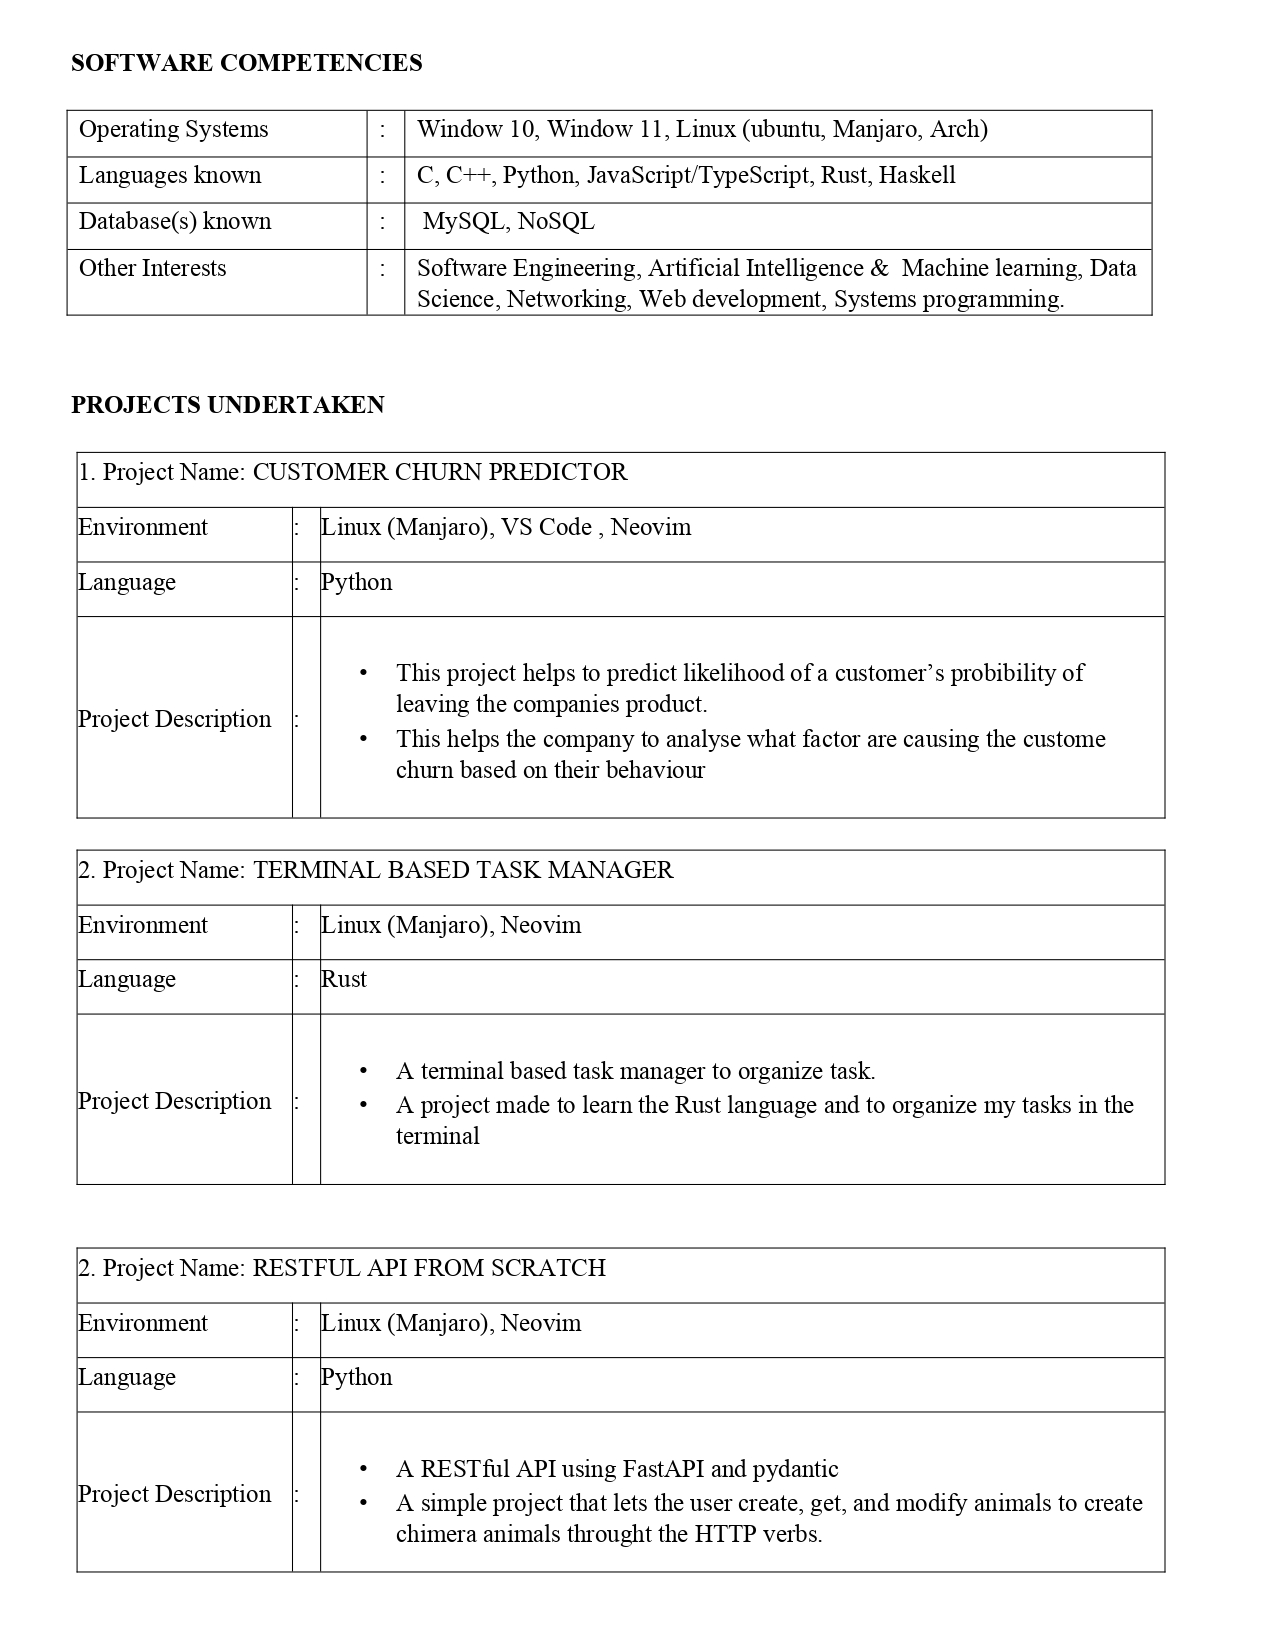 SOFTWARE COMPETENCIES
Operating Systems : Window 10, Window 11, Linux (ubuntu, Manjaro, Arch)
Languages known : C, C++, Python, JavaScript/TypeScript, Rust, Haskell
Database(s) known : MySQL, NoSQL
Other Interests : Software Engineering, Artificial Intelligence & Machine learning, Data
Science, Networking, Web development, Systems programming.
PROJECTS UNDERTAKEN
1. Project Name: CUSTOMER CHURN PREDICTOR
Environment : Linux (Manjaro), VS Code , Neovim
Language : Python
Project Description :
• This project helps to predict likelihood of a customer’s probibility of
leaving the companies product.
• This helps the company to analyse what factor are causing the custome
churn based on their behaviour
2. Project Name: TERMINAL BASED TASK MANAGER
Environment : Linux (Manjaro), Neovim
Language : Rust
Project Description :
• A terminal based task manager to organize task.
• A project made to learn the Rust language and to organize my tasks in the
terminal
2. Project Name: RESTFUL API FROM SCRATCH
Environment : Linux (Manjaro), Neovim
Language : Python
Project Description :
• A RESTful API using FastAPI and pydantic
• A simple project that lets the user create, get, and modify animals to create
chimera animals throught the HTTP verbs.